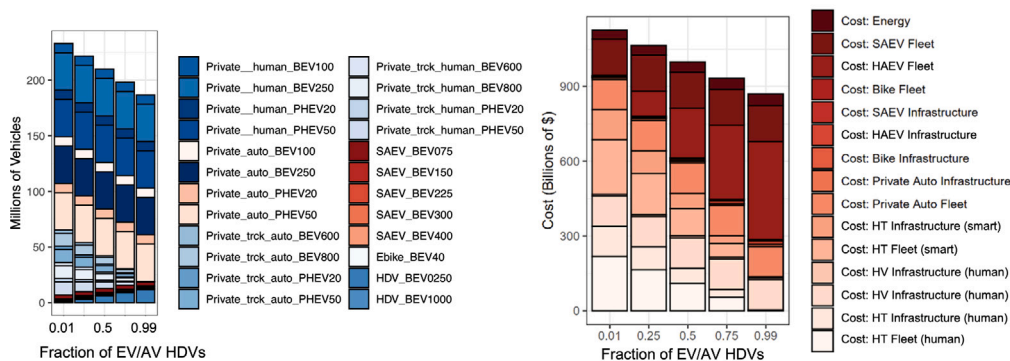 Millions of Vehicles
200
150
100
50
0
0.01
0.5
0.99
Fraction of EV/AV HDVs
Private__human_BEV100
Private__human_BEV250
Private__human_PHEV20
Private__human_PHEV50
Private_auto_BEV100
Private_auto_BEV250
Private_auto_PHEV20
Private_auto_PHEV50
Private_trck_auto_BEV600
Private_trck_auto_BEV800
Private_trck_auto_PHEV20
Private_trck_auto_PHEV50
Private_trck_human_BEV600
Private_trck_human_BEV800
Private_trck_human_PHEV20
Private_trck_human_PHEV50
SAEV_BEV075
SAEV_BEV150
SAEV_BEV225
SAEV_BEV300
SAEV_BEV400
Ebike_BEV40
HDV_BEV0250
HDV_BEV1000
Cost (Billions of $)
900
600
300
0
0.01
0.25
0.5
0.75
0.99
Fraction of EV/AV HDVs
Cost: Energy
Cost: SAEV Fleet
Cost: HAEV Fleet
Cost: Bike Fleet
Cost: SAEV Infrastructure
Cost: HAEV Infrastructure
Cost: Bike Infrastructure
Cost: Private Auto Infrastructure
Cost: Private Auto Fleet
Cost: HT Infrastructure (smart)
Cost: HT Fleet (smart)
Cost: HV Infrastructure (human)
Cost: HV Infrastructure (human)
Cost: HT Infrastructure (human)
Cost: HT Fleet (human)